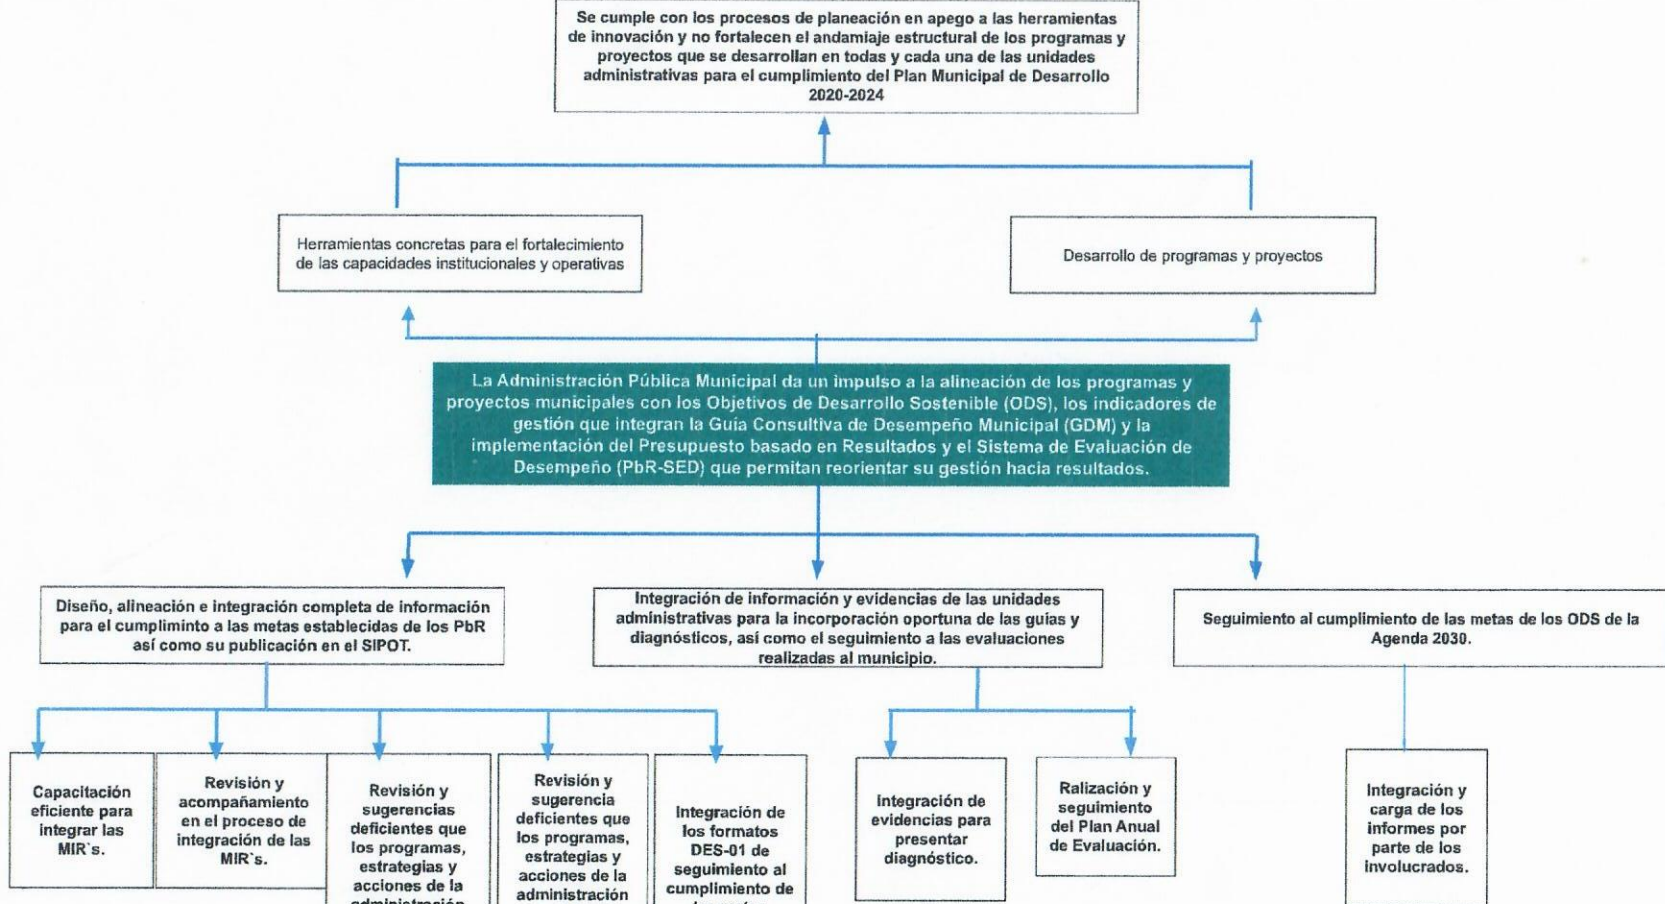 Se cumple con los procesos de planeación en apego a las herramientas
de innovación y no fortalecen el andamiaje estructural de los programas y
proyectos que se desarrollan en todas y cada una de las unidades
administrativas para el cumplimiento del Plan Municipal de Desarrollo
2020-2024
Herramientas concretas para el fortalecimiento
de las capacidades institucionales y operativas
Desarrollo de programas y proyectos
La Administración Pública Municipal da un impulso a la alineación de los programas y
proyectos municipales con los Objetivos de Desarrollo Sostenible (ODS), los indicadores de
gestión que integran la Guía Consultiva de Desempeño Municipal (GDM) y la
implementación del Presupuesto basado en Resultados y el Sistema de Evaluación de
Desempeño (PbR-SED) que permitan reorientar su gestión hacia resultados.
Diseño, alineación e integración completa de información
para el cumpliminto a las metas establecidas de los PbR
así como su publicación en el SIPOT.
Integración de información y evidencias de las unidades
administrativas para la incorporación oportuna de las guías y
diagnósticos, así como el seguimiento a las evaluaciones
realizadas al municipio.
Seguimiento al cumplimiento de las metas de los ODS de la
Agenda 2030.
Capacitación
eficiente para
integrar las
MIR`s.
Revisión y
acompañamiento
en el proceso de
integración de las
MIR`s.
Revisión y
sugerencias
deficientes que
los programas,
estrategias y
acciones de la
administración
Revisión y
sugerencia
deficientes que
los programas,
estrategias y
acciones de la
administración
Integración de
los formatos
DES-01 de
seguimiento al
cumplimiento de
Integración de
evidencias para
presentar
diagnóstico.
Ralización y
seguimiento
del Plan Anual
de Evaluación.
Integración y
carga de los
informes por
parte de los
involucrados.